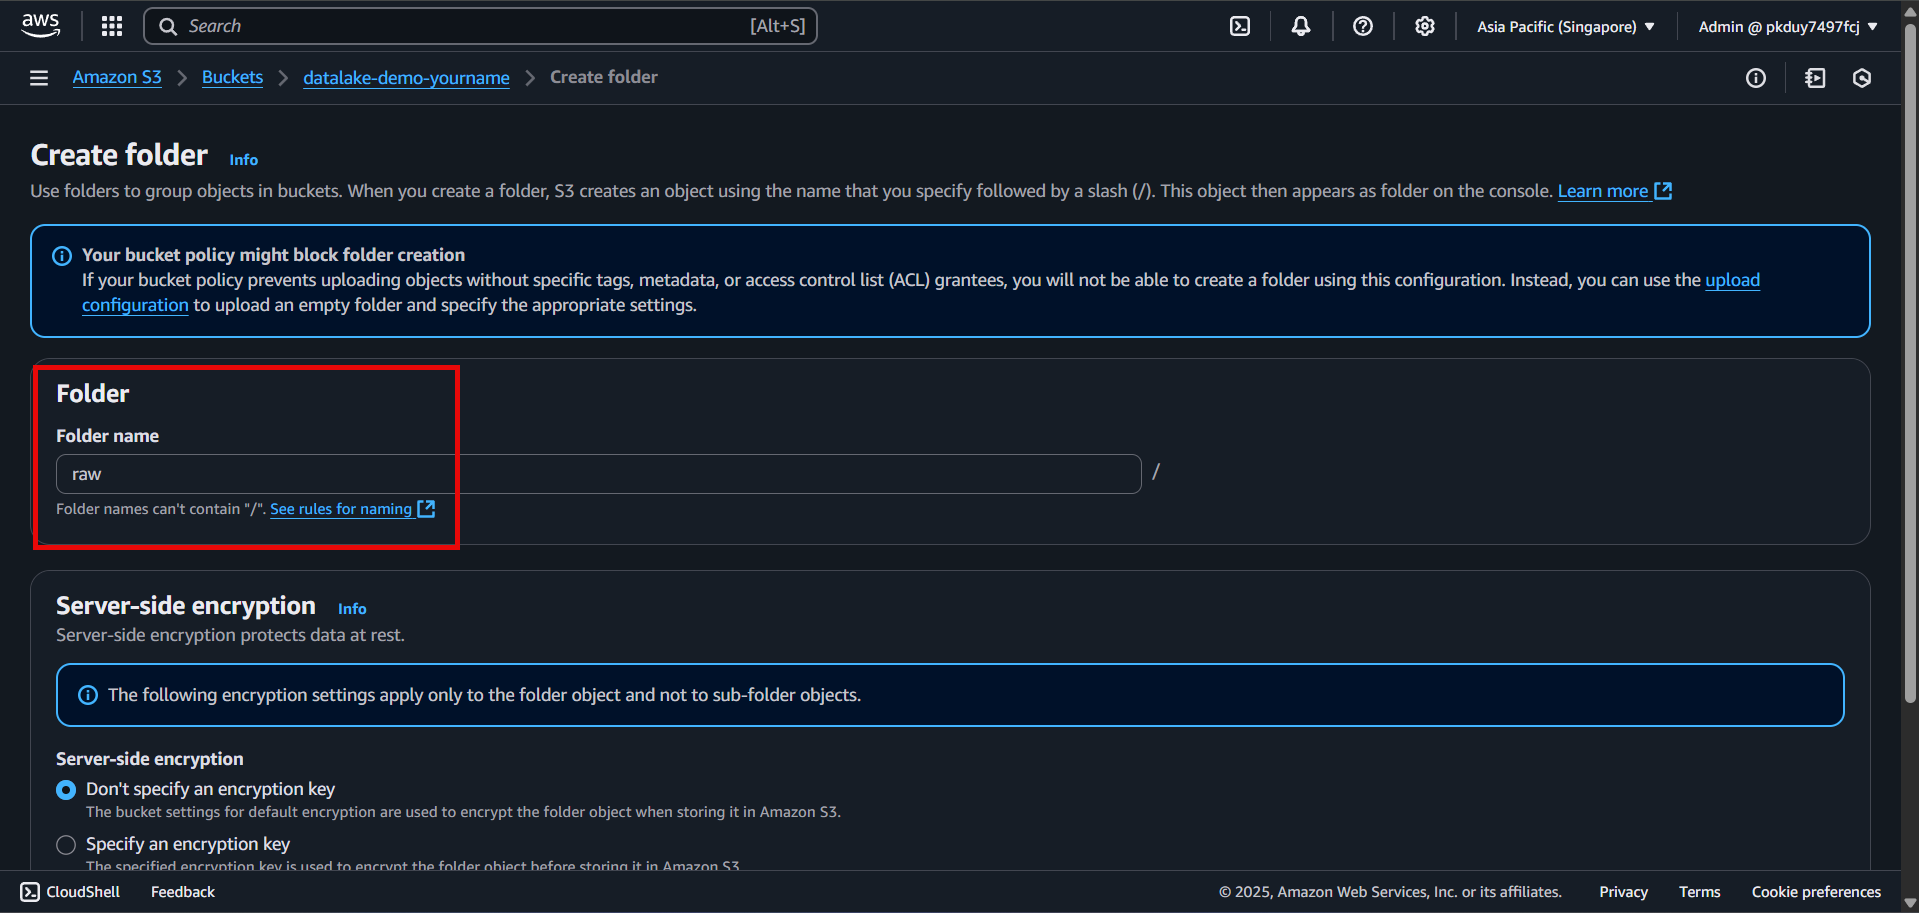 aws
Search [Alt+S]
Asia Pacific (Singapore)
Admin @ pkduy7497fcj
Amazon S3 > Buckets > datalake-demo-yourname > Create folder
Create folder Info
Use folders to group objects in buckets. When you create a folder, S3 creates an object using the name that you specify followed by a slash (/). This object then appears as folder on the console. Learn more
Your bucket policy might block folder creation
If your bucket policy prevents uploading objects without specific tags, metadata, or access control list (ACL) grantees, you will not be able to create a folder using this configuration. Instead, you can use the upload
configuration to upload an empty folder and specify the appropriate settings.
Folder
Folder name
raw /
Folder names can't contain "/". See rules for naming
Server-side encryption Info
Server-side encryption protects data at rest.
The following encryption settings apply only to the folder object and not to sub-folder objects.
Server-side encryption
Don't specify an encryption key
The bucket settings for default encryption are used to encrypt the folder object when storing it in Amazon S3.
Specify an encryption key
The specified encryption key is used to encrypt the folder object before storing it in Amazon S3.
CloudShell Feedback © 2025, Amazon Web Services, Inc. or its affiliates. Privacy Terms Cookie preferences